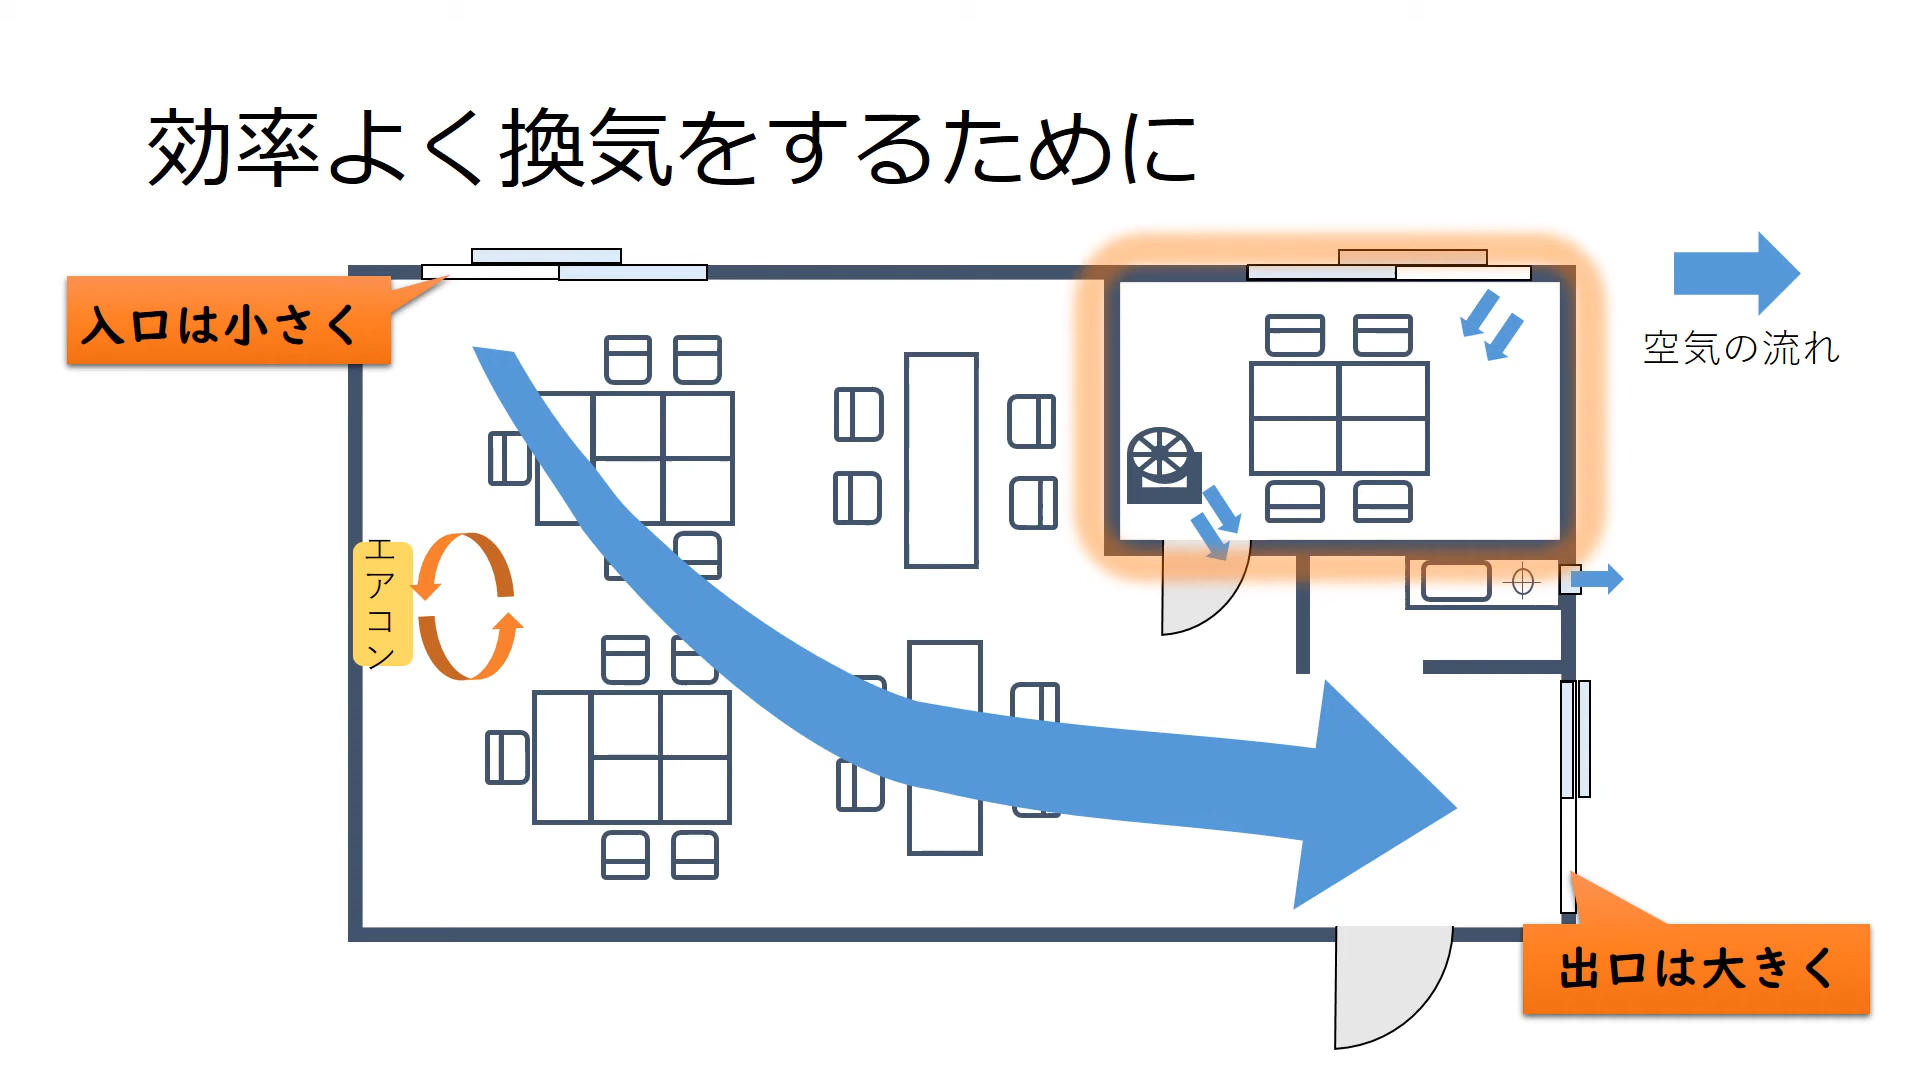 効率よく換気をするために
入口は小さく
空気の流れ
エアコン
出口は大きく